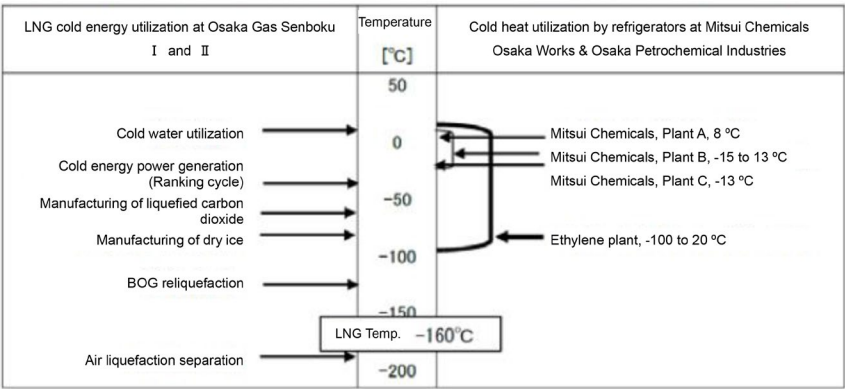 LNG cold energy utilization at Osaka Gas Senboku
Ⅰ and Ⅱ
Temperature
[℃]
Cold heat utilization by refrigerators at Mitsui Chemicals
Osaka Works & Osaka Petrochemical Industries
50
Cold water utilization
0
Mitsui Chemicals, Plant A, 8 ºC
Mitsui Chemicals, Plant B, -15 to 13 ºC
Cold energy power generation
(Ranking cycle)
Mitsui Chemicals, Plant C, -13 ºC
−50
Manufacturing of liquefied carbon
dioxide
Manufacturing of dry ice
Ethylene plant, -100 to 20 ºC
−100
BOG reliquefaction
−150
LNG Temp. −160℃
Air liquefaction separation
−200